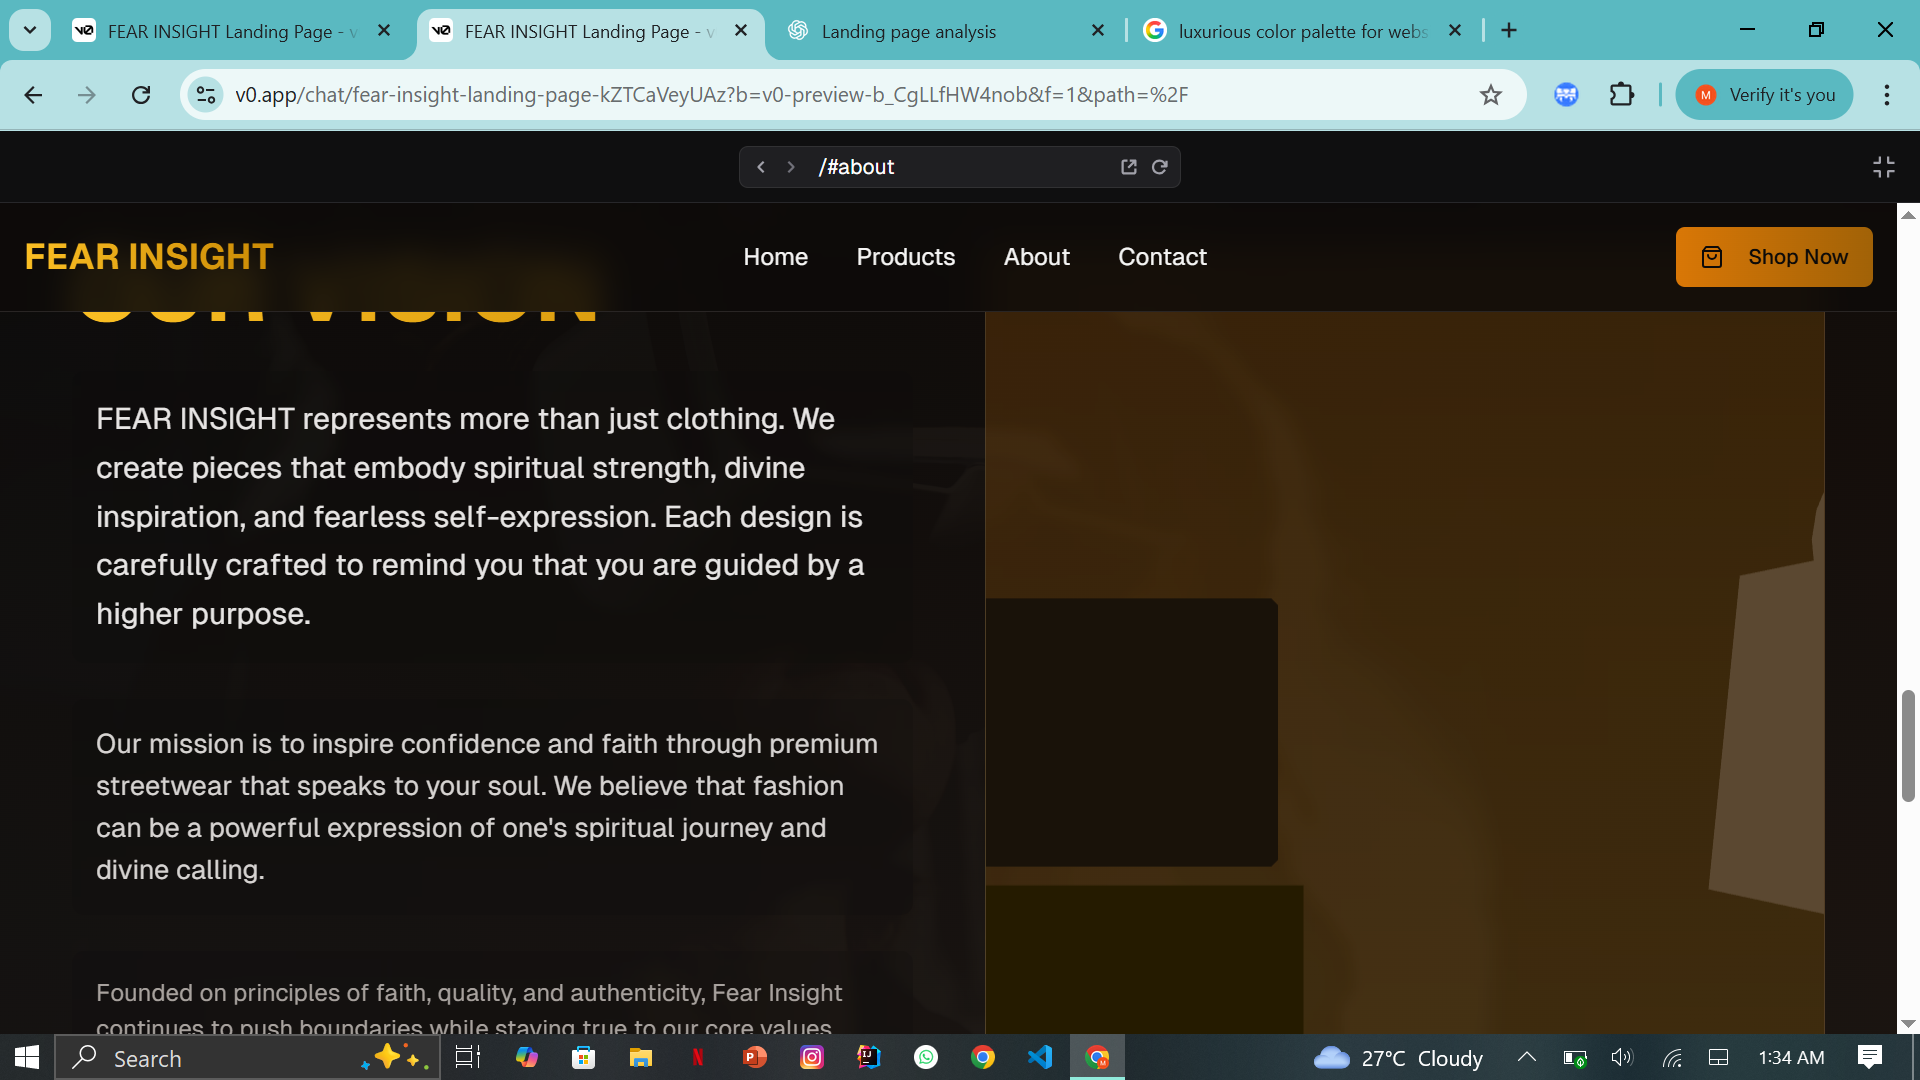 FEAR INSIGHT Landing Page - v
FEAR INSIGHT Landing Page - v
Landing page analysis
luxurious color palette for webs
v0.app/chat/fear-insight-landing-page-kZTCaVeyUAz?b=v0-preview-b_CgLLfHW4nob&f=1&path=%2F
M Verify it's you
/#about
FEAR INSIGHT
Home Products About Contact
Shop Now
OUR VISION
FEAR INSIGHT represents more than just clothing. We
create pieces that embody spiritual strength, divine
inspiration, and fearless self-expression. Each design is
carefully crafted to remind you that you are guided by a
higher purpose.
Our mission is to inspire confidence and faith through premium
streetwear that speaks to your soul. We believe that fashion
can be a powerful expression of one's spiritual journey and
divine calling.
Founded on principles of faith, quality, and authenticity, Fear Insight
continues to push boundaries while staying true to our core values
Search
27°C Cloudy
1:34 AM